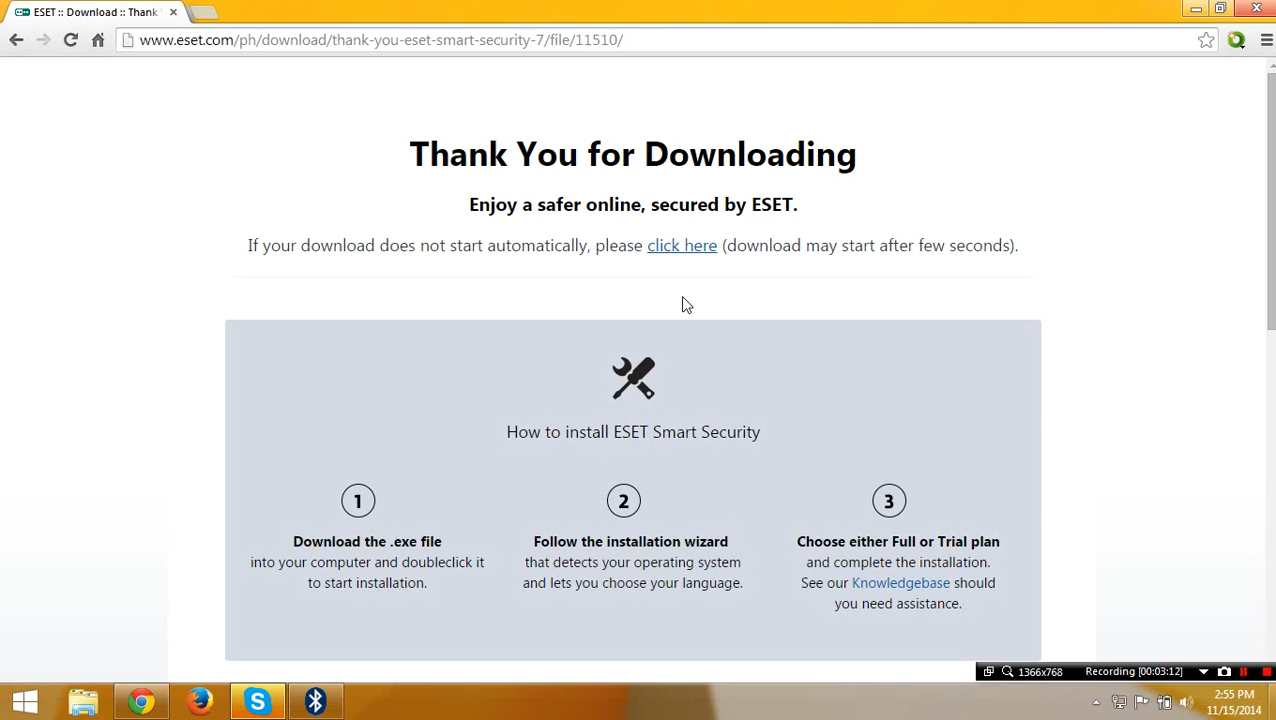 ESET :: Download :: Thank
www.eset.com/ph/download/thank-you-eset-smart-security-7/file/11510/
Thank You for Downloading
Enjoy a safer online, secured by ESET.
If your download does not start automatically, please click here (download may start after few seconds).
How to install ESET Smart Security
1
Download the .exe file
into your computer and doubleclick it
to start installation.
2
Follow the installation wizard
that detects your operating system
and lets you choose your language.
3
Choose either Full or Trial plan
and complete the installation.
See our Knowledgebase should
you need assistance.
1366x768 Recording [00:03:12]
2:55 PM
11/15/2014